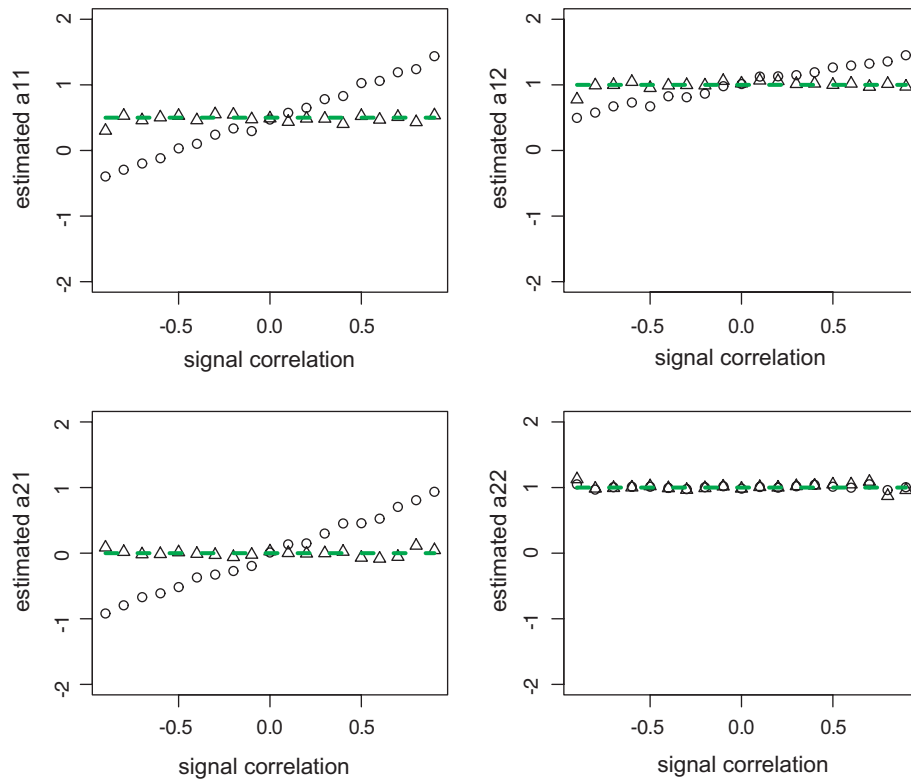 estimated a11
2
1
0
-1
-2
-0.5 0.0 0.5
signal correlation
estimated a12
2
1
0
-1
-2
-0.5 0.0 0.5
signal correlation
estimated a21
2
1
0
-1
-2
-0.5 0.0 0.5
signal correlation
estimated a22
2
1
0
-1
-2
-0.5 0.0 0.5
signal correlation